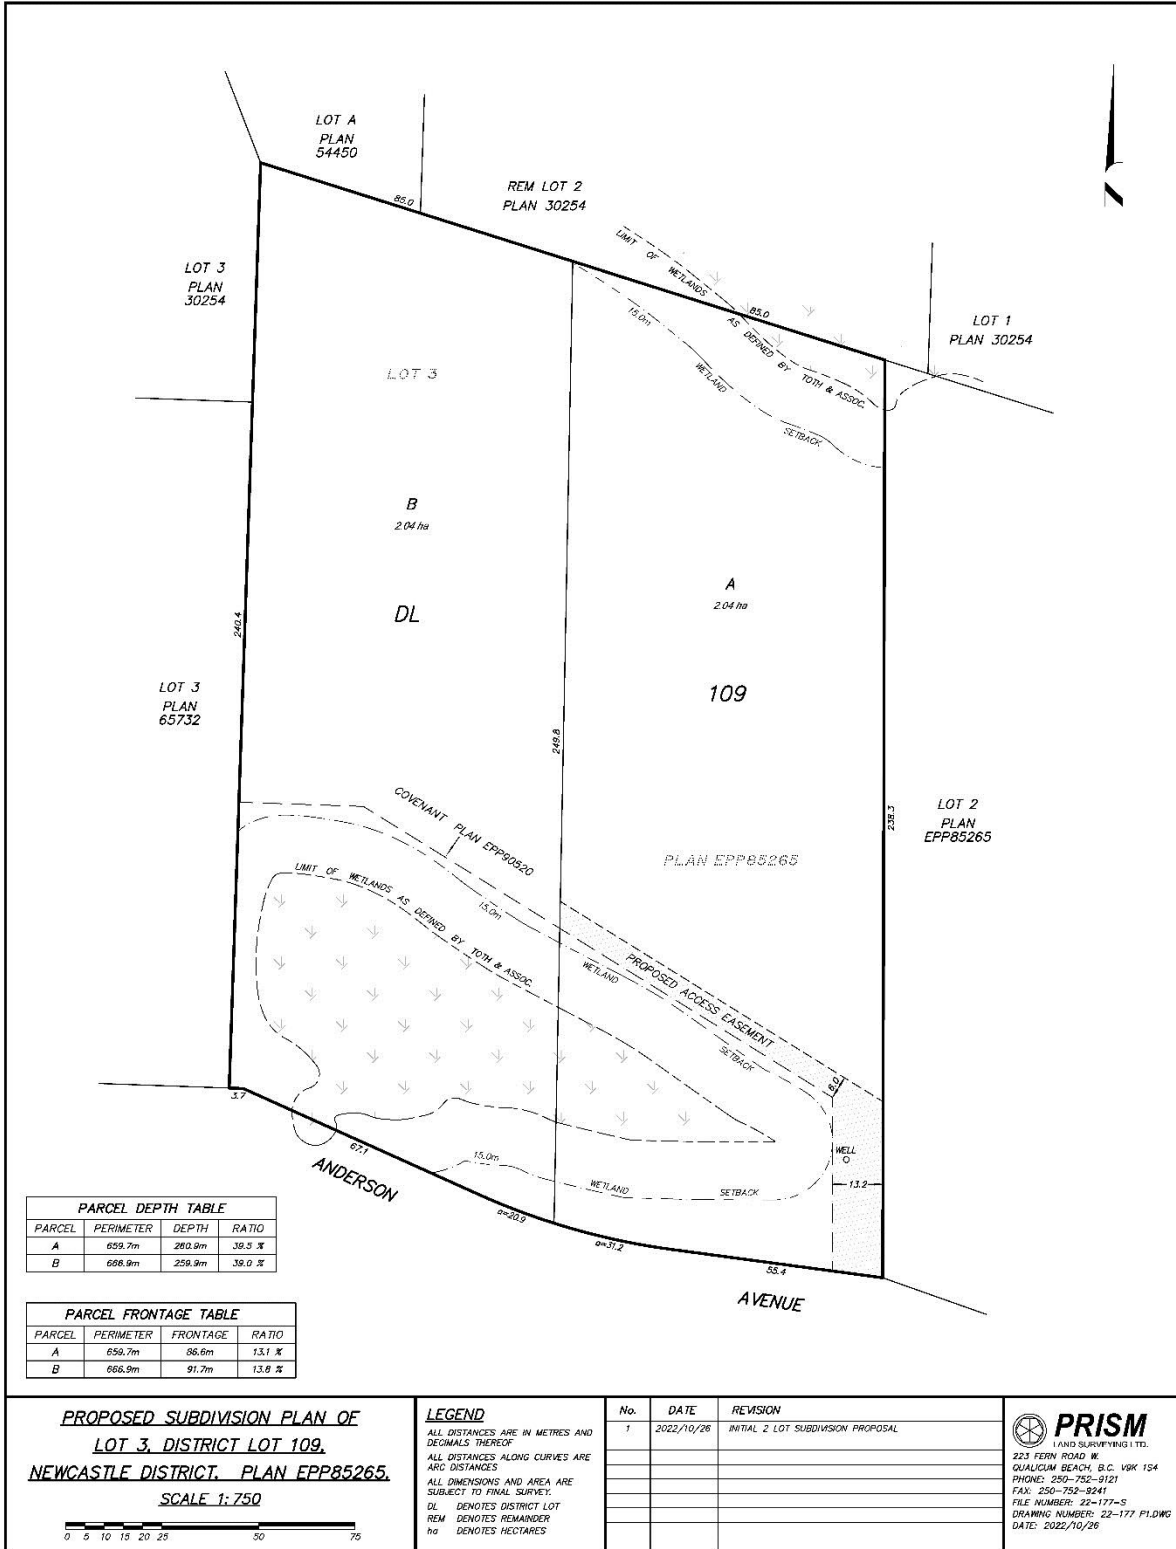 LOT A
PLAN
54450
REM LOT 2
PLAN 30254
85.0
LOT 3
PLAN
30254
LIMIT OF WETLANDS AS DEFINED BY TOTH & ASSOC.
85.0
LOT 1
PLAN 30254
15.0m
WETLAND
SETBACK
LOT 3
B
2.04 ha
A
2.04 ha
DL
109
240.4
LOT 3
PLAN
65732
249.8
238.3
LOT 2
PLAN
EPP85265
COVENANT PLAN EPP90520
PLAN EPP85265
LIMIT OF WETLANDS AS DEFINED BY TOTH & ASSOC.
15.0m
WETLAND
SETBACK
PROPOSED ACCESS EASEMENT
6.0
WELL
13.2
3.7
67.1
15.0m
WETLAND
SETBACK
a=20.9
a=31.2
55.4
ANDERSON
AVENUE
PARCEL DEPTH TABLE
PARCEL PERIMETER DEPTH RATIO
A 659.7m 260.9m 39.5 %
B 666.9m 259.9m 39.0 %
PARCEL FRONTAGE TABLE
PARCEL PERIMETER FRONTAGE RATIO
A 659.7m 86.6m 13.1 %
B 666.9m 91.7m 13.8 %
PROPOSED SUBDIVISION PLAN OF
LOT 3, DISTRICT LOT 109,
NEWCASTLE DISTRICT, PLAN EPP85265.
SCALE 1:750
0 5 10 15 20 25 50 75
LEGEND
ALL DISTANCES ARE IN METRES AND
DECIMALS THEREOF
ALL DISTANCES ALONG CURVES ARE
ARC DISTANCES
ALL DIMENSIONS AND AREA ARE
SUBJECT TO FINAL SURVEY.
DL DENOTES DISTRICT LOT
REM DENOTES REMAINDER
ha DENOTES HECTARES
No. DATE REVISION
1 2022/10/26 INITIAL 2 LOT SUBDIVISION PROPOSAL
PRISM
LAND SURVEYING LTD.
223 FERN ROAD W.
QUALICUM BEACH, B.C. V9K 1S4
PHONE: 250-752-9121
FAX: 250-752-9241
FILE NUMBER: 22-177-S
DRAWING NUMBER: 22-177 P1.DWG
DATE: 2022/10/26